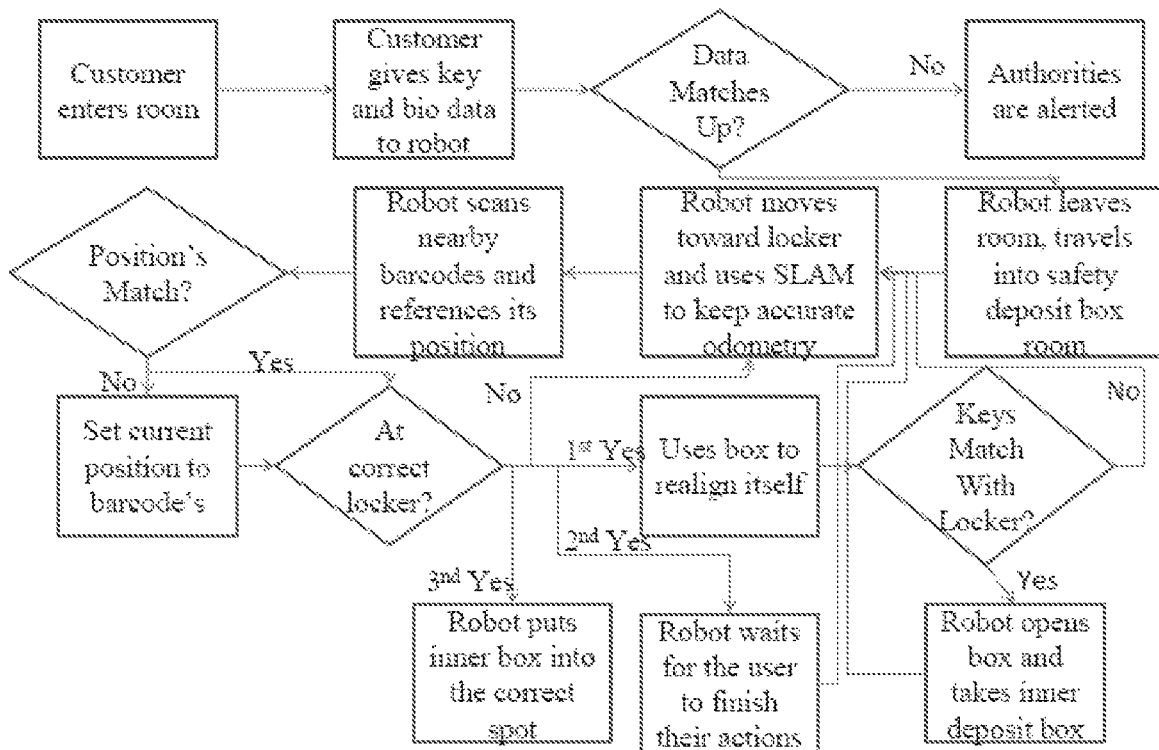 Customer
enters room
Customer
gives key
and bio data
to robot
Data
Matches
Up?
No
Authorities
are alerted
Position's
Match?
Robot scans
nearby
barcodes and
references its
position
Robot moves
toward locker
and uses SLAM
to keep accurate
odometry
Robot leaves
room, travels
into safety
deposit box
room
No
Yes
Set current
position to
barcode's
At
correct
locker?
No
1st Yes
Uses box to
realign itself
Keys
Match
With
Locker?
No
2nd Yes
3nd Yes
Yes
Robot puts
inner box into
the correct
spot
Robot waits
for the user
to finish
their actions
Robot opens
box and
takes inner
deposit box